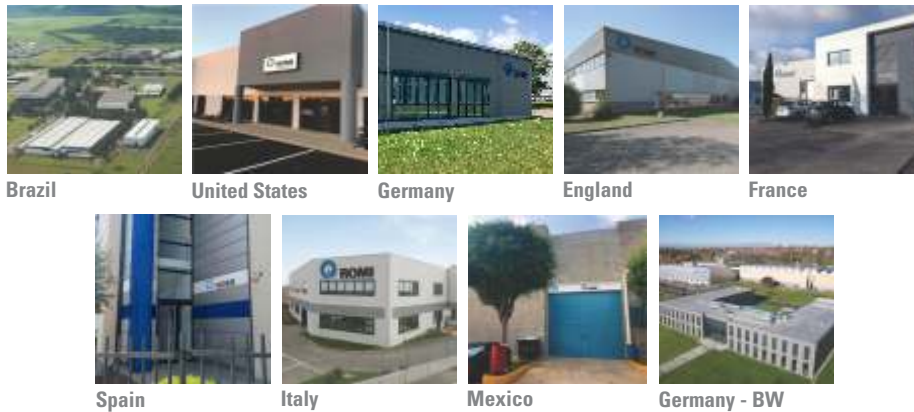 Brazil
United States
Germany
England
France
ROMI
Spain
Italy
Mexico
Germany - BW